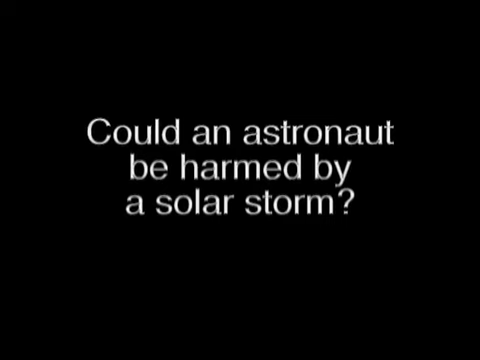 Could an astronaut
be harmed by
a solar storm?